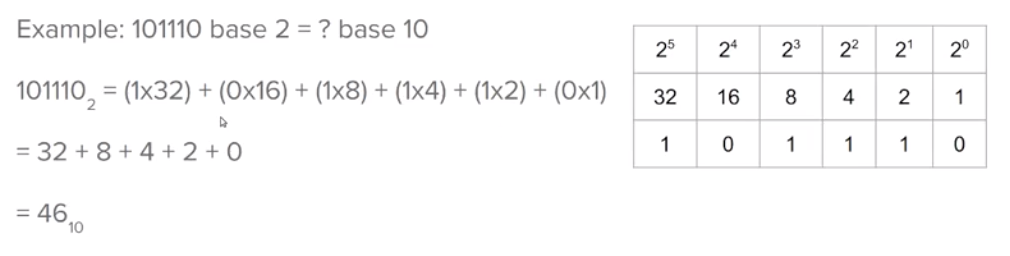 Example: 101110 base 2 = ? base 10
101110₂ = (1x32) + (0x16) + (1x8) + (1x4) + (1x2) + (0x1)
= 32 + 8 + 4 + 2 + 0
= 46₁₀
2⁵ 2⁴ 2³ 2² 2¹ 2⁰
32 16 8 4 2 1
1 0 1 1 1 0